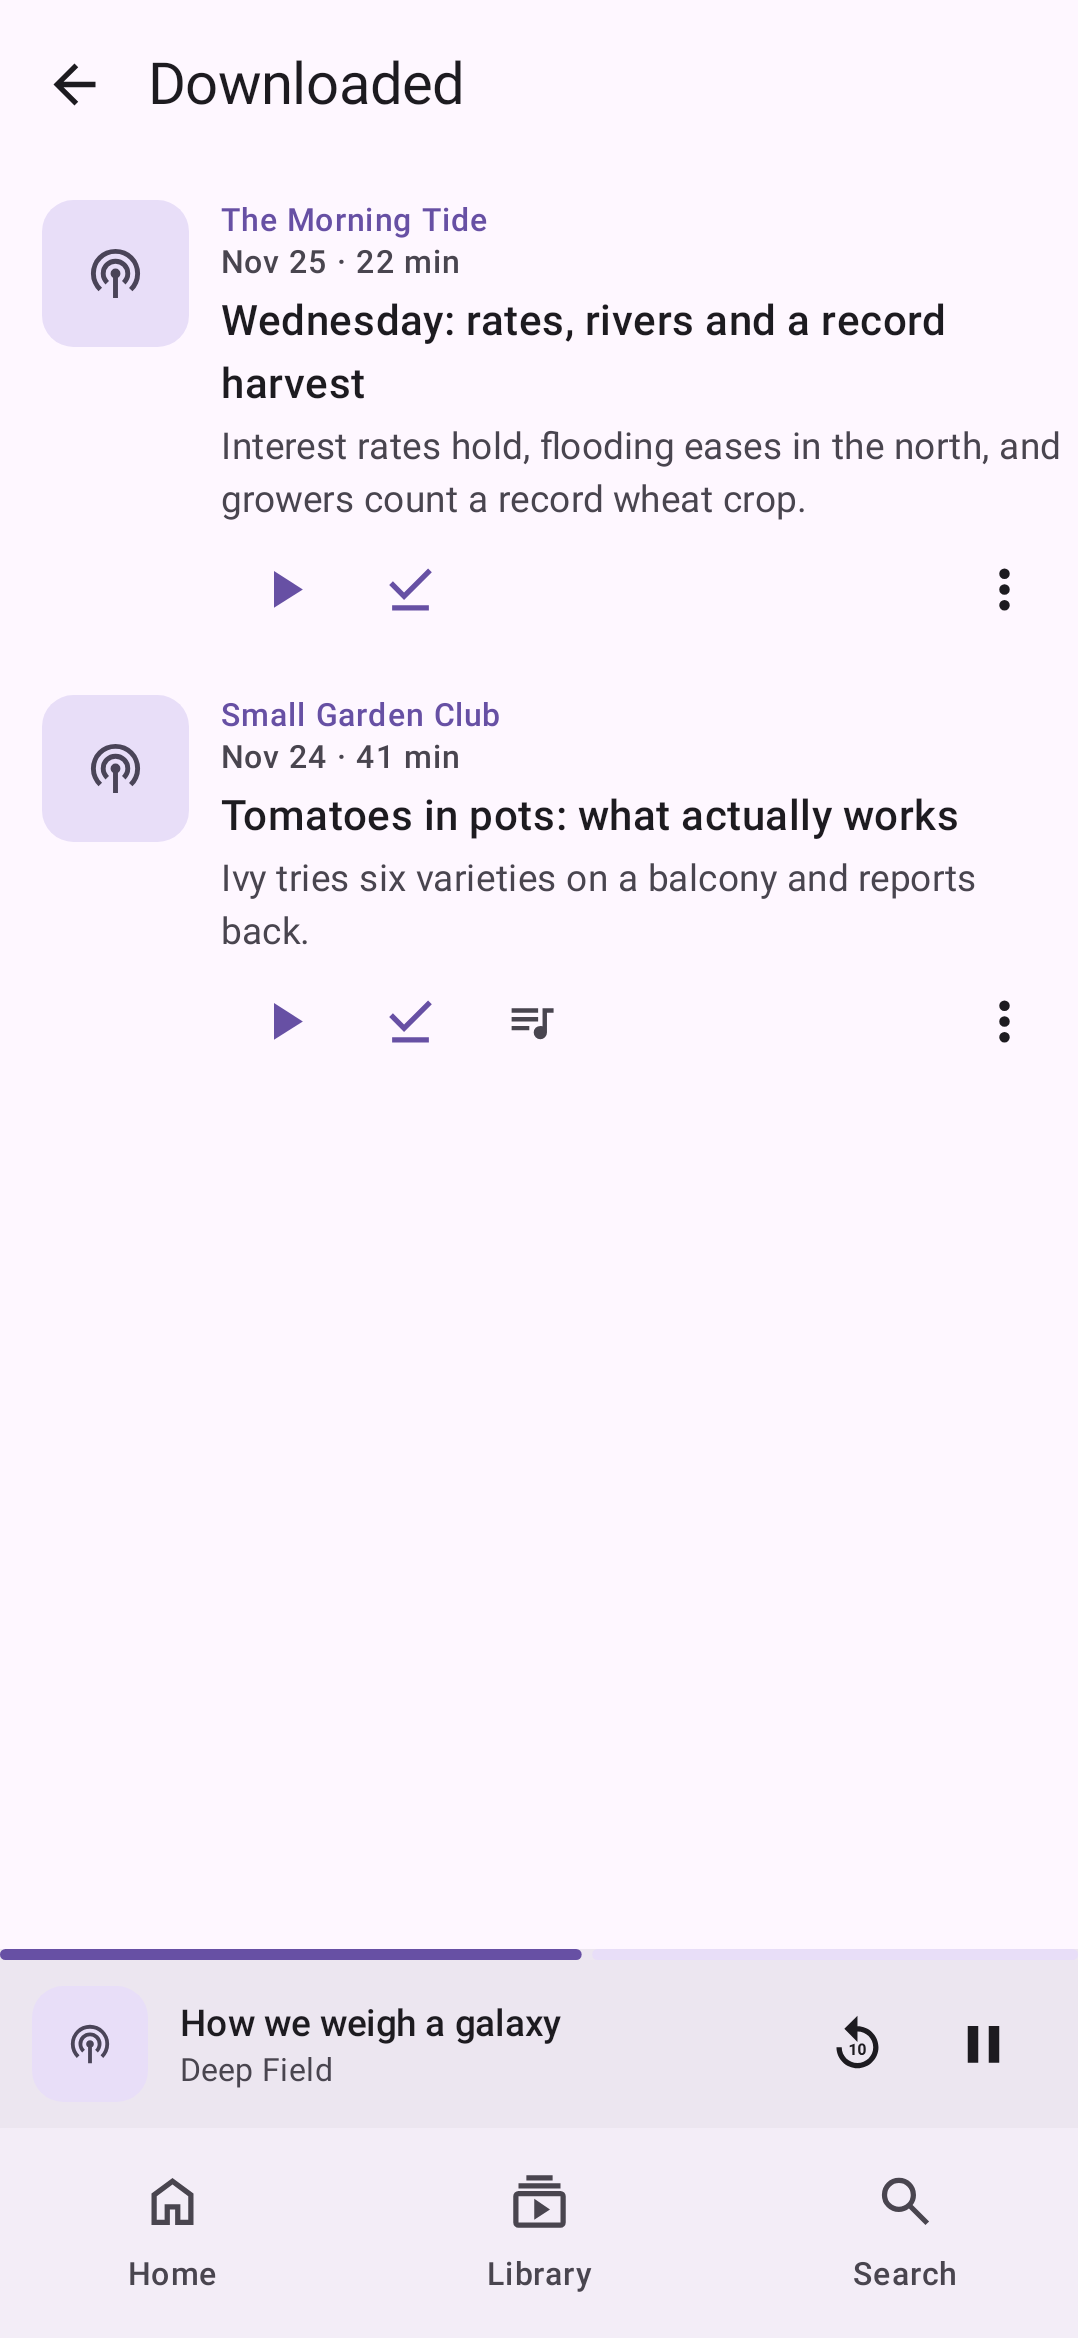 Downloaded
The Morning Tide
Nov 25 · 22 min
Wednesday: rates, rivers and a record
harvest
Interest rates hold, flooding eases in the north, and
growers count a record wheat crop.
Small Garden Club
Nov 24 · 41 min
Tomatoes in pots: what actually works
Ivy tries six varieties on a balcony and reports
back.
How we weigh a galaxy
Deep Field
10
Home
Library
Search